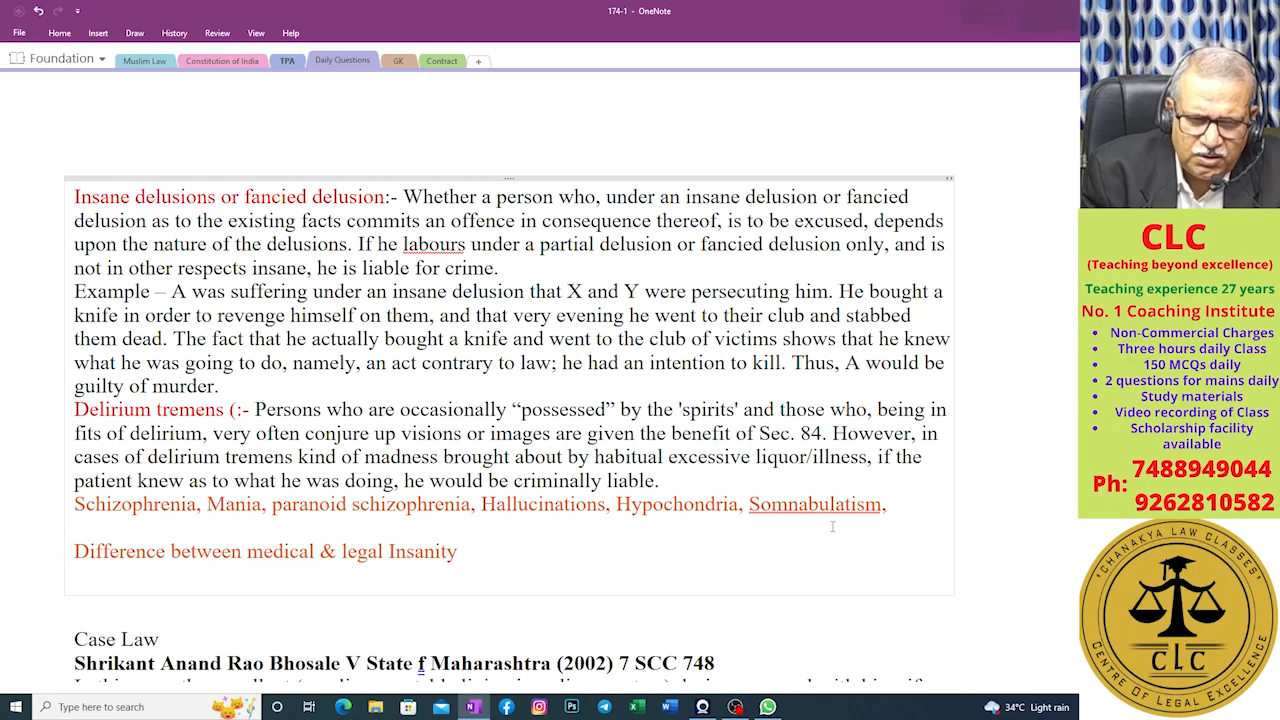 174-1 - OneNote
File Home Insert Draw History Review View Help
Foundation Muslim Law Constitution of India TPA Daily Questions GK Contract +
Insane delusions or fancied delusion:- Whether a person who, under an insane delusion or fancied
delusion as to the existing facts commits an offence in consequence thereof, is to be excused, depends
upon the nature of the delusions. If he labours under a partial delusion or fancied delusion only, and is
not in other respects insane, he is liable for crime.
Example – A was suffering under an insane delusion that X and Y were persecuting him. He bought a
knife in order to revenge himself on them, and that very evening he went to their club and stabbed
them dead. The fact that he actually bought a knife and went to the club of victims shows that he knew
what he was going to do, namely, an act contrary to law; he had an intention to kill. Thus, A would be
guilty of murder.
Delirium tremens (:- Persons who are occasionally “possessed” by the 'spirits' and those who, being in
fits of delirium, very often conjure up visions or images are given the benefit of Sec. 84. However, in
cases of delirium tremens kind of madness brought about by habitual excessive liquor/illness, if the
patient knew as to what he was doing, he would be criminally liable.
Schizophrenia, Mania, paranoid schizophrenia, Hallucinations, Hypochondria, Somnabulatism,
Difference between medical & legal Insanity
Case Law
Shrikant Anand Rao Bhosale V State f Maharashtra (2002) 7 SCC 748
CLC
(Teaching beyond excellence)
Teaching experience 27 years
No. 1 Coaching Institute
• Non-Commercial Charges
• Three hours daily Class
• 150 MCQs daily
• 2 questions for mains daily
• Study materials
• Video recording of Class
• Scholarship facility
available
Ph: 7488949044
9262810582
'CHANAKYA LAW CLASSES'
CLC
CENTRE OF LEGAL EXCELLENCE
Type here to search
34°C Light rain